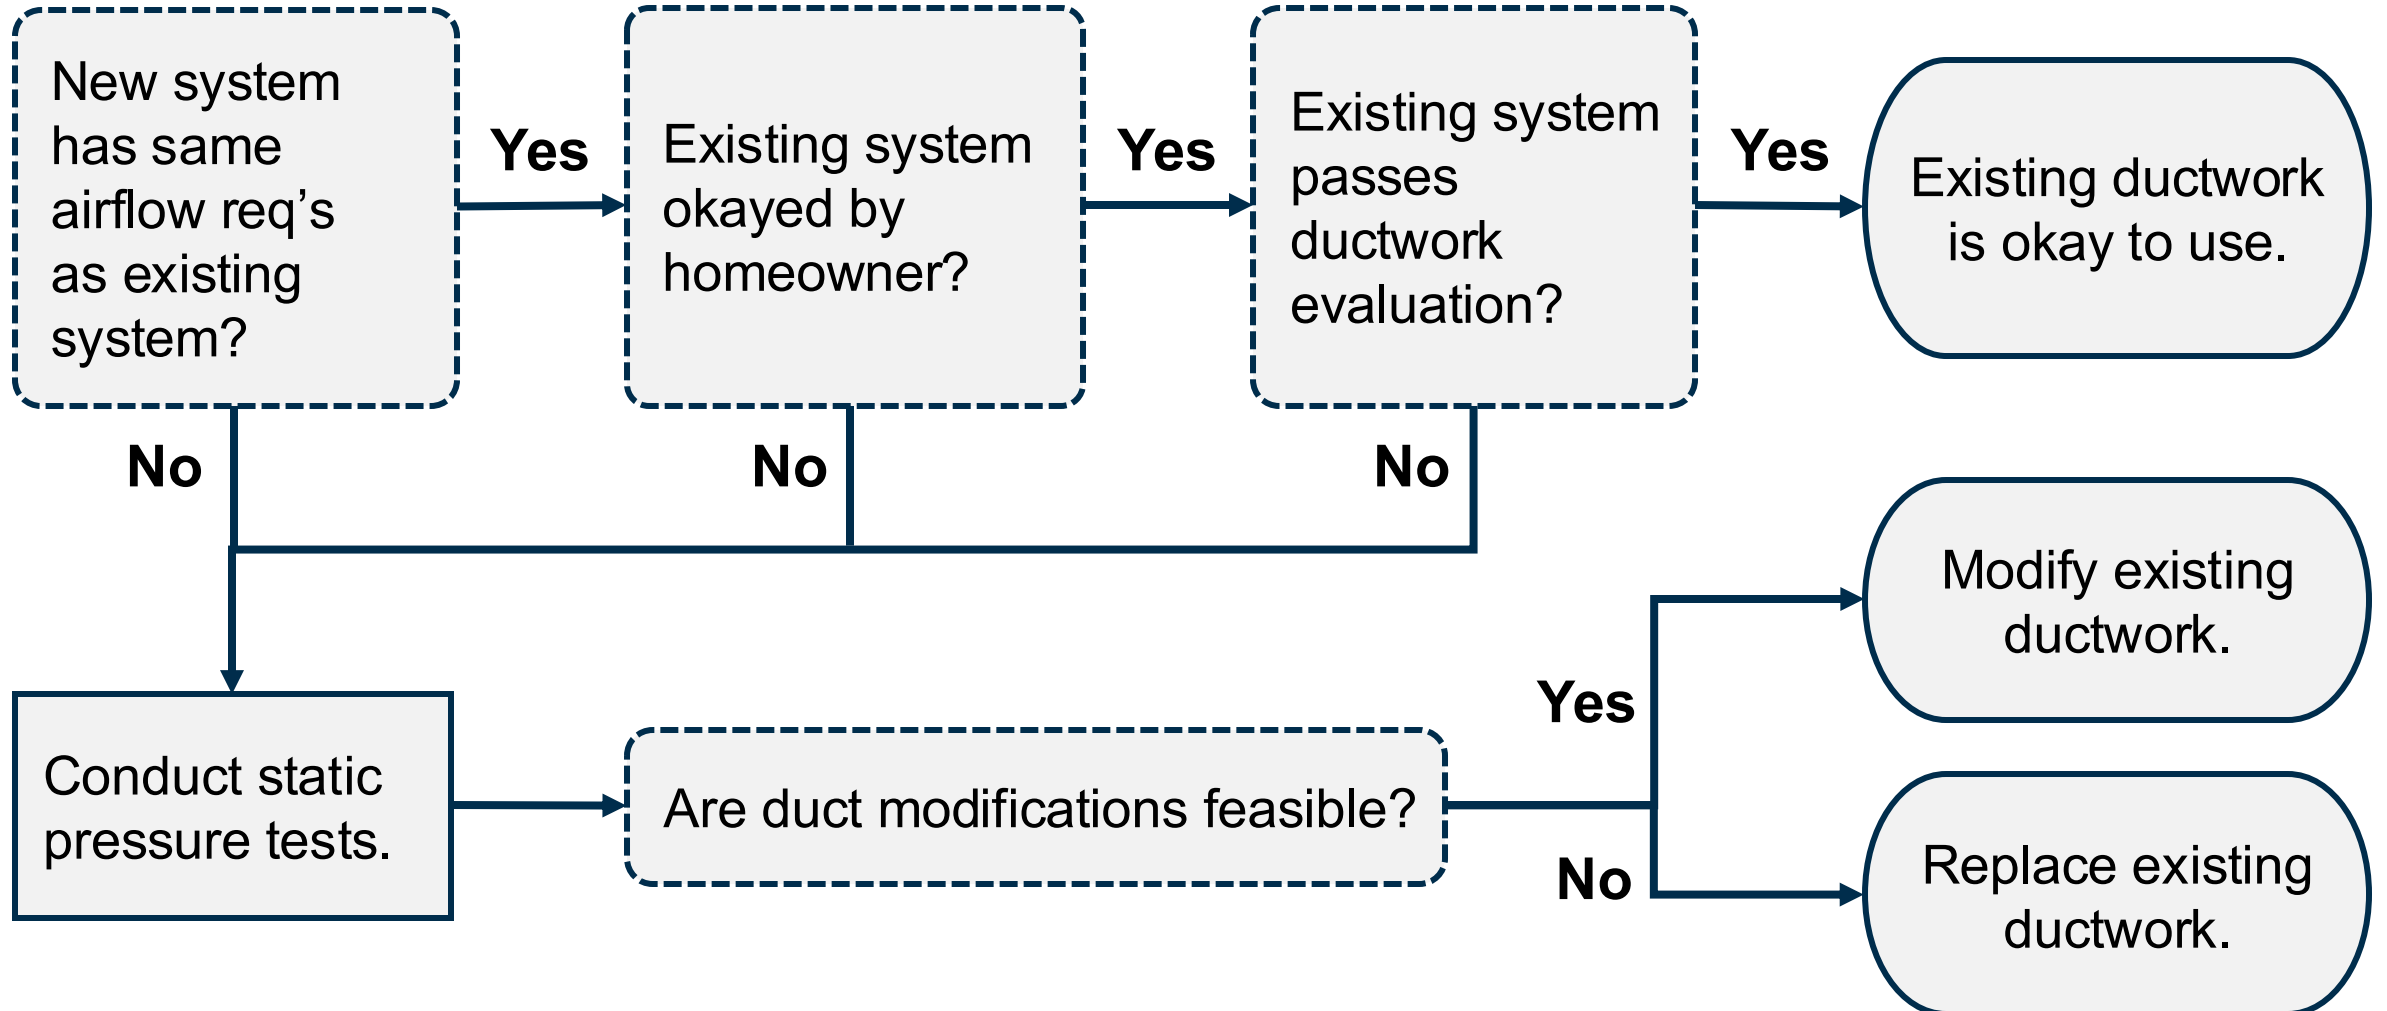 New system
has same
airflow req’s
as existing
system?
Yes
Existing system
okayed by
homeowner?
Yes
Existing system
passes
ductwork
evaluation?
Yes
Existing ductwork
is okay to use.
No
No
No
Conduct static
pressure tests.
Are duct modifications feasible?
Yes
Modify existing
ductwork.
No
Replace existing
ductwork.